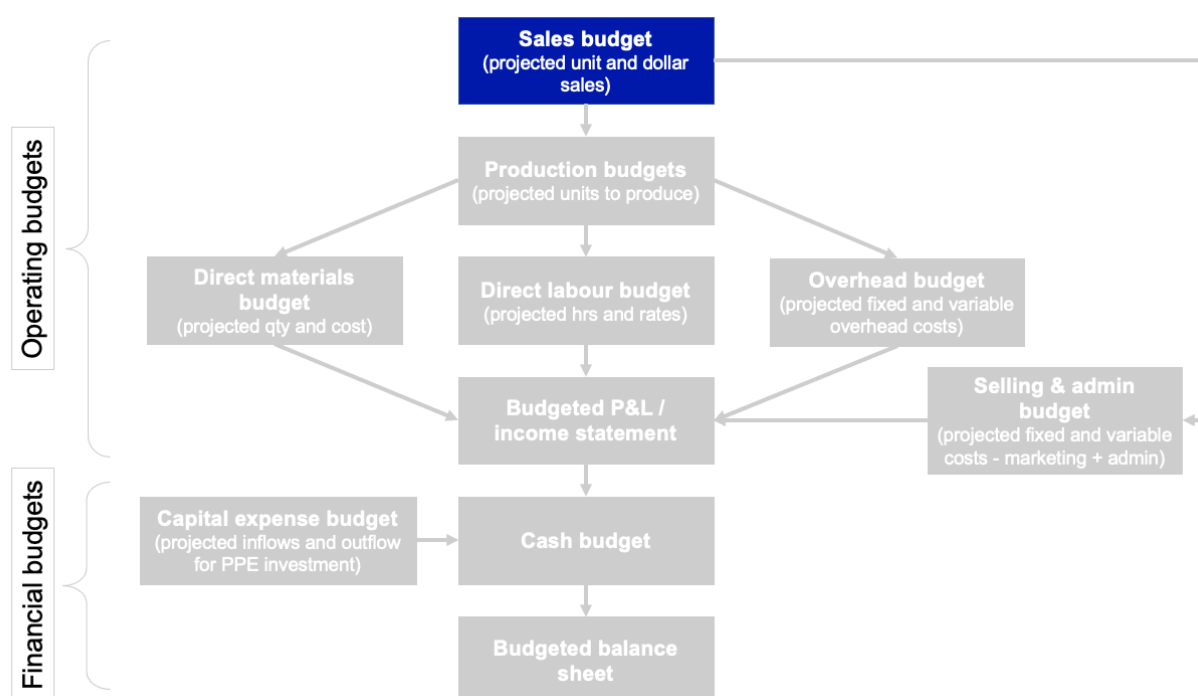 Sales budget
(projected unit and dollar
sales)
Operating budgets
Production budgets
(projected units to produce)
Direct materials
budget
(projected qty and cost)
Direct labour budget
(projected hrs and rates)
Overhead budget
(projected fixed and variable
overhead costs)
Budgeted P&L /
income statement
Selling & admin
budget
(projected fixed and variable
costs - marketing + admin)
Financial budgets
Capital expense budget
(projected inflows and outflow
for PPE investment)
Cash budget
Budgeted balance
sheet